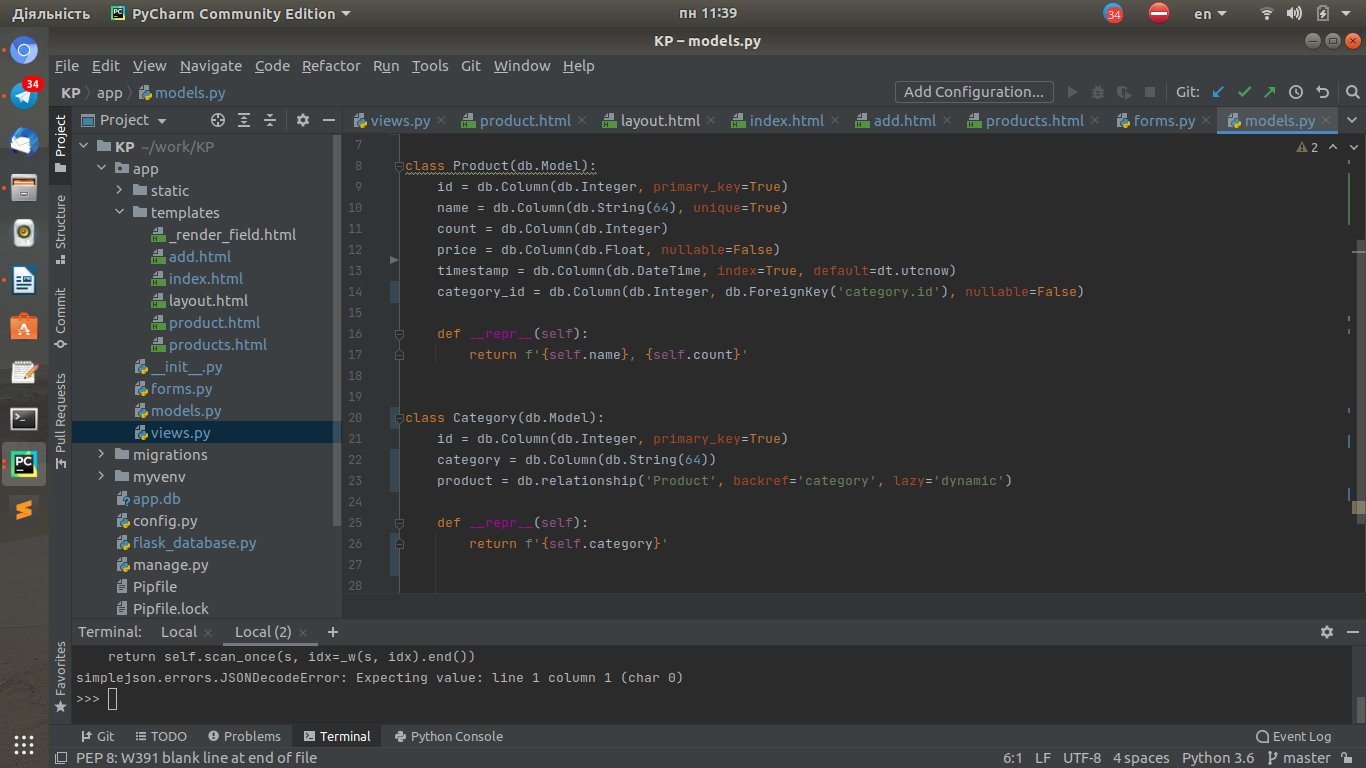 Діяльність PyCharm Community Edition пн 11:39 34 en
KP – models.py
File Edit View Navigate Code Refactor Run Tools Git Window Help
KP app models.py Add Configuration... Git:
Project views.py product.html layout.html index.html add.html products.html forms.py models.py
34
Project
Structure
Commit
Pull Requests
Favorites
KP ~/work/KP
app
static
templates
_render_field.html
add.html
index.html
layout.html
product.html
products.html
__init__.py
forms.py
models.py
views.py
migrations
myvenv
app.db
config.py
flask_database.py
manage.py
Pipfile
Pipfile.lock
2
7
8 class Product(db.Model):
9 id = db.Column(db.Integer, primary_key=True)
10 name = db.Column(db.String(64), unique=True)
11 count = db.Column(db.Integer)
12 price = db.Column(db.Float, nullable=False)
13 timestamp = db.Column(db.DateTime, index=True, default=dt.utcnow)
14 category_id = db.Column(db.Integer, db.ForeignKey('category.id'), nullable=False)
15
16 def __repr__(self):
17 return f'{self.name}, {self.count}'
18
19
20 class Category(db.Model):
21 id = db.Column(db.Integer, primary_key=True)
22 category = db.Column(db.String(64))
23 product = db.relationship('Product', backref='category', lazy='dynamic')
24
25 def __repr__(self):
26 return f'{self.category}'
27
28
Terminal: Local Local (2)
return self.scan_once(s, idx=_w(s, idx).end())
simplejson.errors.JSONDecodeError: Expecting value: line 1 column 1 (char 0)
>>>
Git TODO Problems Terminal Python Console Event Log
PEP 8: W391 blank line at end of file 6:1 LF UTF-8 4 spaces Python 3.6 master